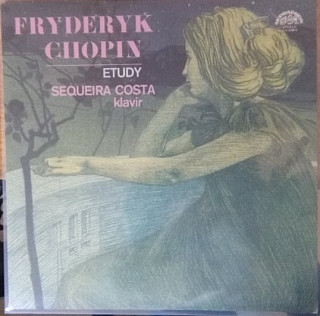 FRYDERYK
CHOPIN
ETUDY
SEQUEIRA COSTA
klavír